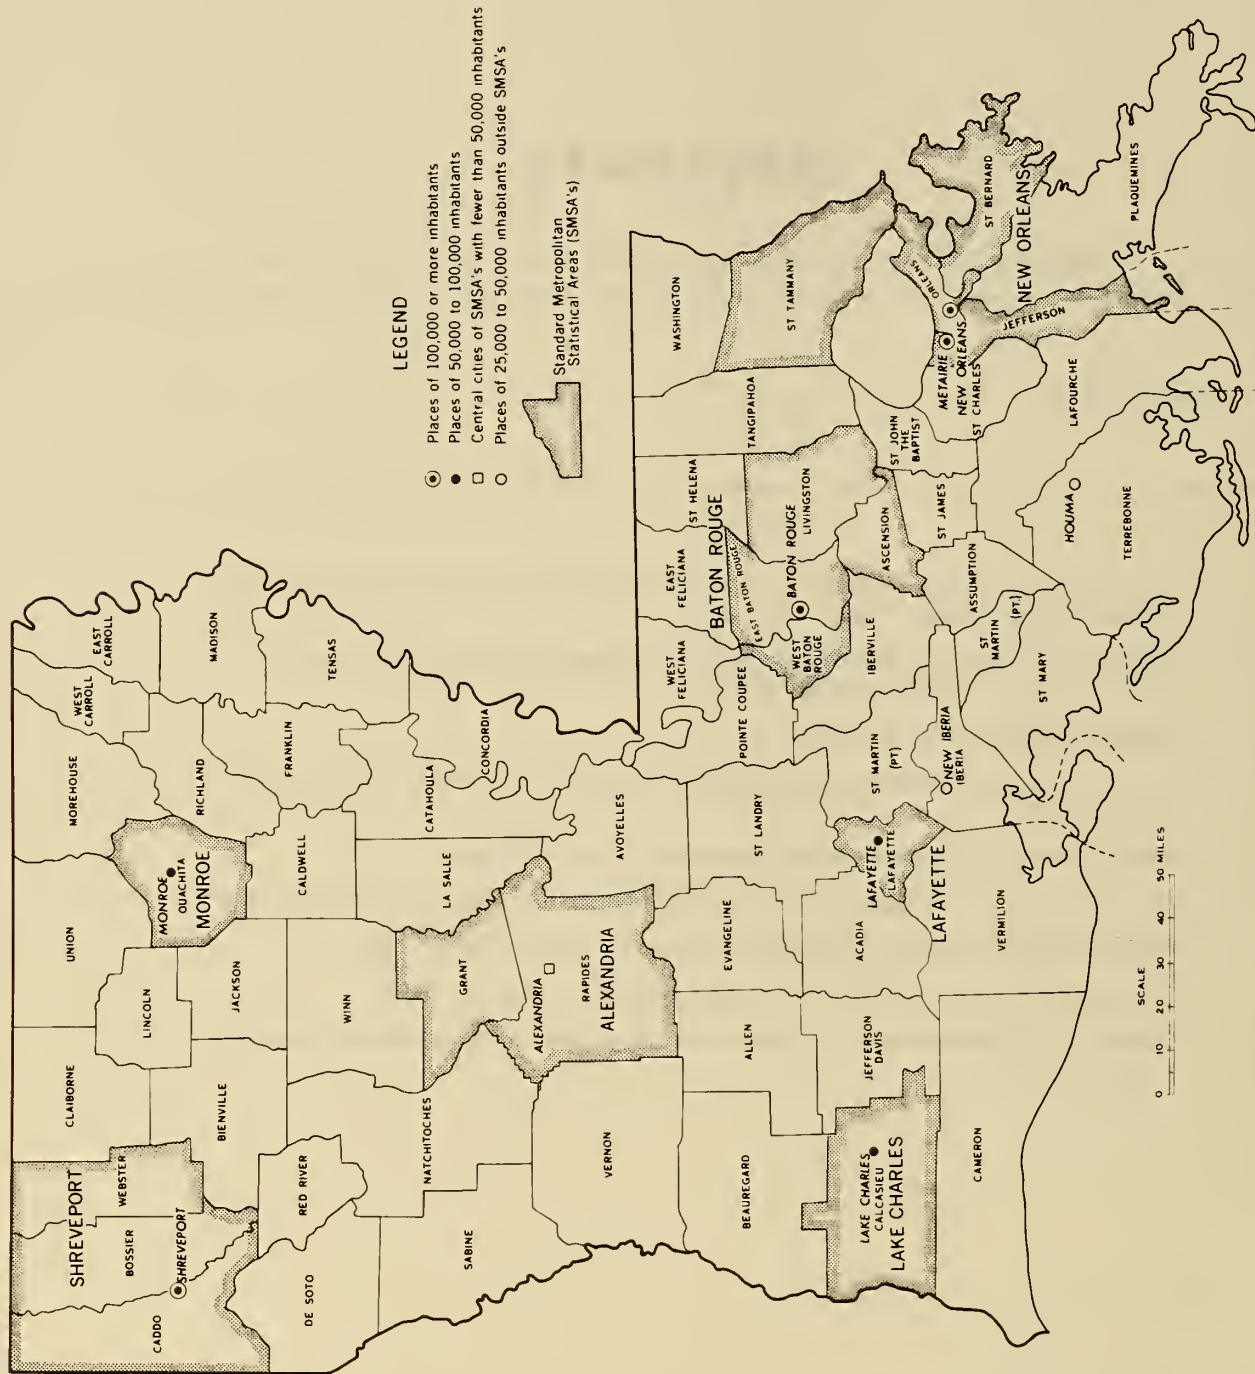 LEGEND
Places of 100,000 or more inhabitants
Places of 50,000 to 100,000 inhabitants
Central cities of SMSA's with fewer than 50,000 inhabitants
Places of 25,000 to 50,000 inhabitants outside SMSA's
Standard Metropolitan
Statistical Areas (SMSA's)
SHREVEPORT
CADDO
BOSSIER
SHREVEPORT
WEBSTER
CLAIBORNE
LINCOLN
UNION
MONROE
OUACHITA
MONROE
MOREHOUSE
WEST
CARROLL
EAST
CARROLL
RICHLAND
MADISON
BIENVILLE
JACKSON
CALDWELL
FRANKLIN
TENSAS
DE SOTO
RED RIVER
NATCHITOCHES
WINN
SABINE
GRANT
LA SALLE
CATAHOULA
CONCORDIA
VERNON
ALEXANDRIA
RAPIDES
ALEXANDRIA
AVOYELLES
BEAUREGARD
ALLEN
EVANGELINE
ST LANDRY
POINTE COUPEE
WEST
FELICIANA
EAST
FELICIANA
ST HELENA
TANGIPAHOA
WASHINGTON
ST TAMMANY
BATON ROUGE
EAST BATON ROUGE
BATON ROUGE
WEST
BATON
ROUGE
LIVINGSTON
LAKE CHARLES
CALCASIEU
LAKE CHARLES
JEFFERSON
DAVIS
ACADIA
LAFAYETTE
LAFAYETTE
LAFAYETTE
ST MARTIN
(PT)
IBERVILLE
ASCENSION
ST JOHN
THE
BAPTIST
ST JAMES
ASSUMPTION
ST
MARTIN
(PT.)
NEW IBERIA
IBERIA
CAMERON
VERMILION
ST MARY
HOUMA
TERREBONNE
LAFOURCHE
ST
CHARLES
METAIRIE
NEW ORLEANS
ORLEANS
JEFFERSON
NEW ORLEANS
ST BERNARD
PLAQUEMINES
SCALE
0 10 20 30 40 50 MILES